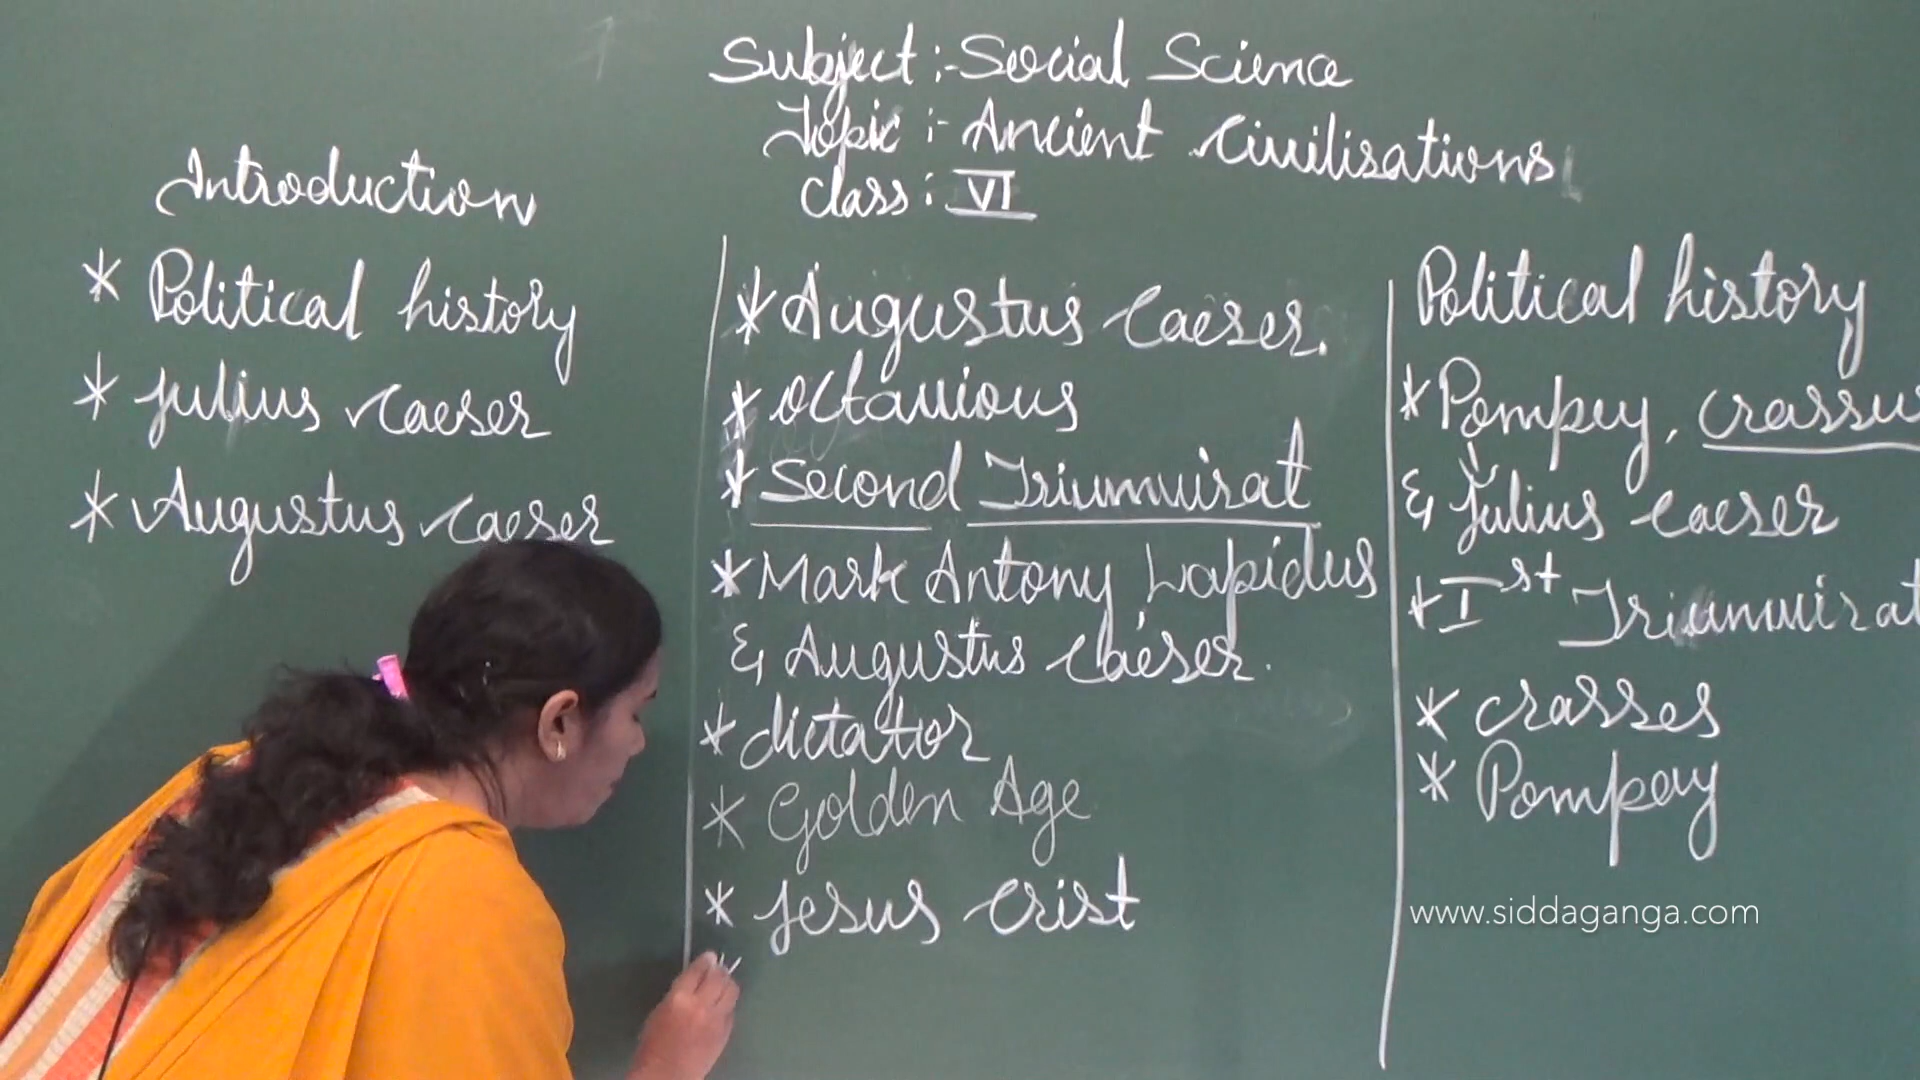 Subject :- Social Science
Topic :- Ancient Civilisations
Class : VI
Introduction
* Political history
* Julius Caeser
* Augustus Caeser
* Augustus Caeser.
* Octavious
* Second Triumvirat
* Mark Antony, Lapidus
& Augustus Caeser.
* dictator
* Golden Age
* Jesus Crist
*
Political history
* Pompey, Crassus
& Julius Caeser
* Ist Triumvirat
* Crasses
* Pompey
www.siddaganga.com